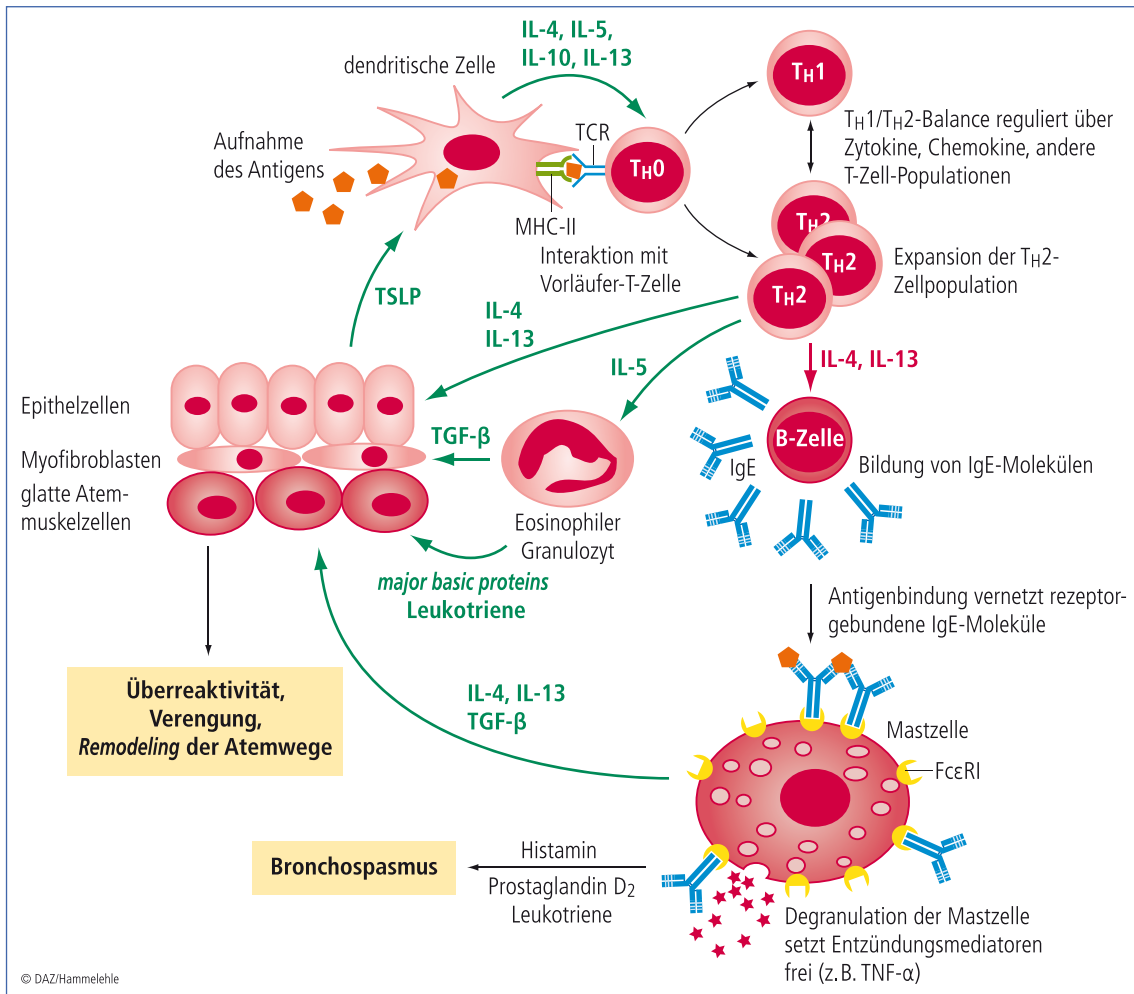 IL-4, IL-5,
IL-10, IL-13
dendritische Zelle
TH1
Aufnahme
des Antigens
TCR
TH0
TH1/TH2-Balance reguliert über
Zytokine, Chemokine, andere
T-Zell-Populationen
MHC-II
Interaktion mit
Vorläufer-T-Zelle
TH2
TH2
TH2
Expansion der TH2-
Zellpopulation
TSLP
IL-4
IL-13
IL-5
IL-4, IL-13
Epithelzellen
Myofibroblasten
glatte Atem-
muskelzellen
TGF-β
Eosinophiler
Granulozyt
B-Zelle
IgE
Bildung von IgE-Molekülen
major basic proteins
Leukotriene
Antigenbindung vernetzt rezeptor-
gebundene IgE-Moleküle
Überreaktivität,
Verengung,
Remodeling der Atemwege
IL-4, IL-13
TGF-β
Mastzelle
FcεRI
Bronchospasmus
Histamin
Prostaglandin D2
Leukotriene
Degranulation der Mastzelle
setzt Entzündungsmediatoren
frei (z. B. TNF-α)
© DAZ/Hammelehle